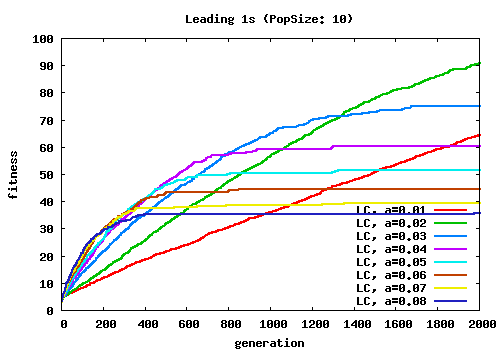 Leading 1s (PopSize: 10)
100
90
80
70
60
50
40
30
20
10
0
fitness
LC, a=0.01
LC, a=0.02
LC, a=0.03
LC, a=0.04
LC, a=0.05
LC, a=0.06
LC, a=0.07
LC, a=0.08
0 200 400 600 800 1000 1200 1400 1600 1800 2000
generation